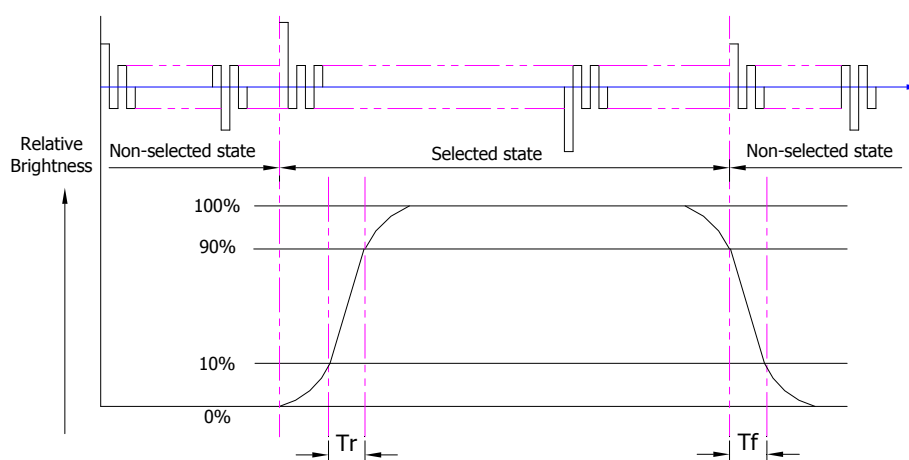 Relative
Brightness
Non-selected state
Selected state
Non-selected state
100%
90%
10%
0%
Tr
Tf